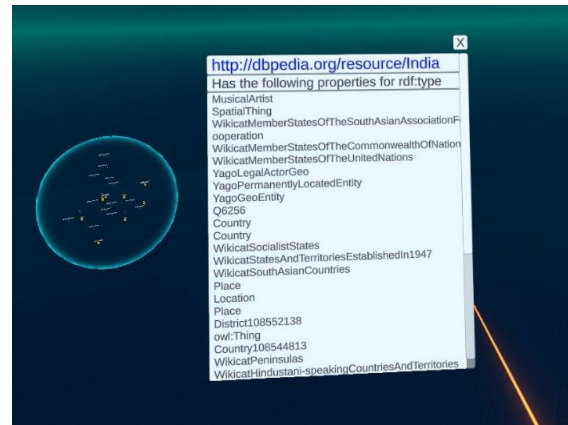 X
http://dbpedia.org/resource/India
Has the following properties for rdf:type
MusicalArtist
SpatialThing
WikicatMemberStatesOfTheSouthAsianAssociationF
ooperation
WikicatMemberStatesOfTheCommonwealthOfNation
WikicatMemberStatesOfTheUnitedNations
YagoLegalActorGeo
YagoPermanentlyLocatedEntity
YagoGeoEntity
Q6256
Country
Country
WikicatSocialistStates
WikicatStatesAndTerritoriesEstablishedIn1947
WikicatSouthAsianCountries
Place
Location
Place
District108552138
owl:Thing
Country108544813
WikicatPeninsulas
WikicatHindustani-speakingCountriesAndTerritories